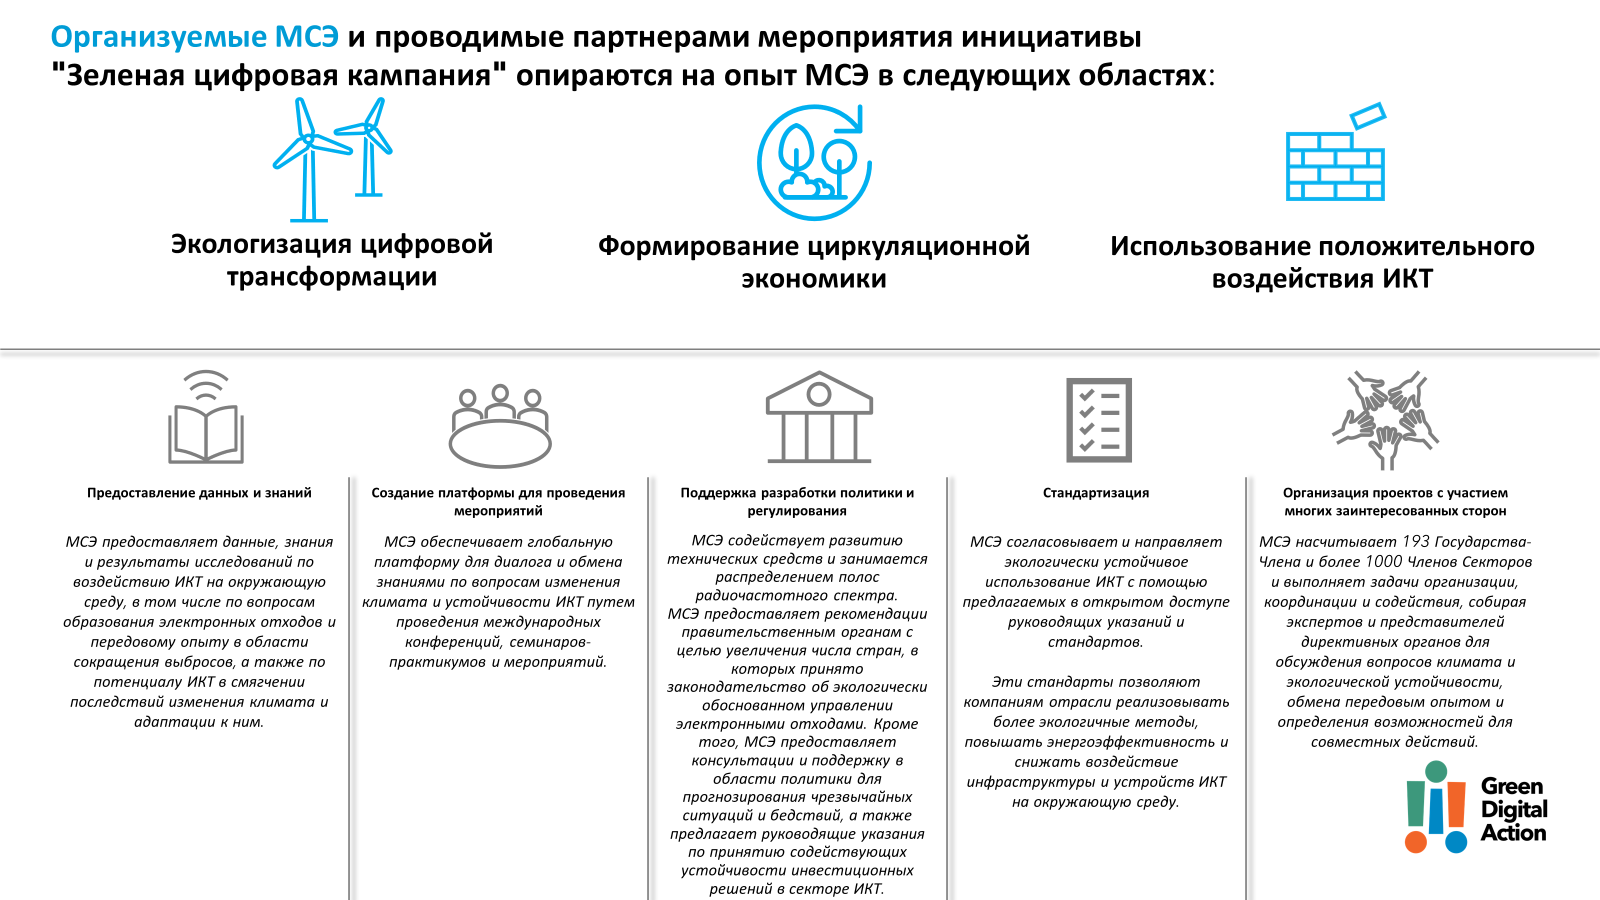 Организуемые МСЭ и проводимые партнерами мероприятия инициативы
"Зеленая цифровая кампания" опираются на опыт МСЭ в следующих областях:
Экологизация цифровой
трансформации
Формирование циркуляционной
экономики
Использование положительного
воздействия ИКТ
Предоставление данных и знаний
МСЭ предоставляет данные, знания
и результаты исследований по
воздействию ИКТ на окружающую
среду, в том числе по вопросам
образования электронных отходов и
передовому опыту в области
сокращения выбросов, а также по
потенциалу ИКТ в смягчении
последствий изменения климата и
адаптации к ним.
Создание платформы для проведения
мероприятий
МСЭ обеспечивает глобальную
платформу для диалога и обмена
знаниями по вопросам изменения
климата и устойчивости ИКТ путем
проведения международных
конференций, семинаров-
практикумов и мероприятий.
Поддержка разработки политики и
регулирования
МСЭ содействует развитию
технических средств и занимается
распределением полос
радиочастотного спектра.
МСЭ предоставляет рекомендации
правительственным органам с
целью увеличения числа стран, в
которых принято
законодательство об экологически
обоснованном управлении
электронными отходами. Кроме
того, МСЭ предоставляет
консультации и поддержку в
области политики для
прогнозирования чрезвычайных
ситуаций и бедствий, а также
предлагает руководящие указания
по принятию содействующих
устойчивости инвестиционных
решений в секторе ИКТ.
Стандартизация
МСЭ согласовывает и направляет
экологически устойчивое
использование ИКТ с помощью
предлагаемых в открытом доступе
руководящих указаний и
стандартов.
Эти стандарты позволяют
компаниям отрасли реализовывать
более экологичные методы,
повышать энергоэффективность и
снижать воздействие
инфраструктуры и устройств ИКТ
на окружающую среду.
Организация проектов с участием
многих заинтересованных сторон
МСЭ насчитывает 193 Государства-
Члена и более 1000 Членов Секторов
и выполняет задачи организации,
координации и содействия, собирая
экспертов и представителей
директивных органов для
обсуждения вопросов климата и
экологической устойчивости,
обмена передовым опытом и
определения возможностей для
совместных действий.
Green
Digital
Action